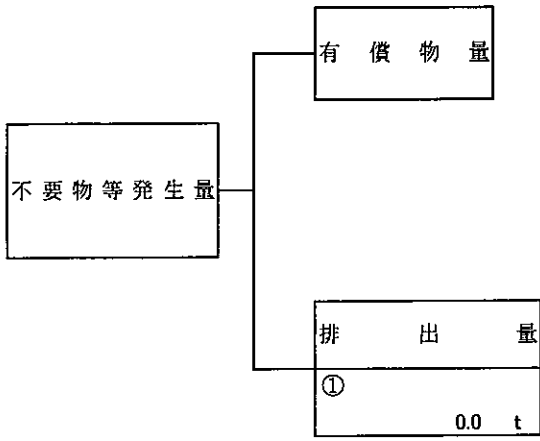 有償物量
不要物等発生量
排出量
①
0.0 t